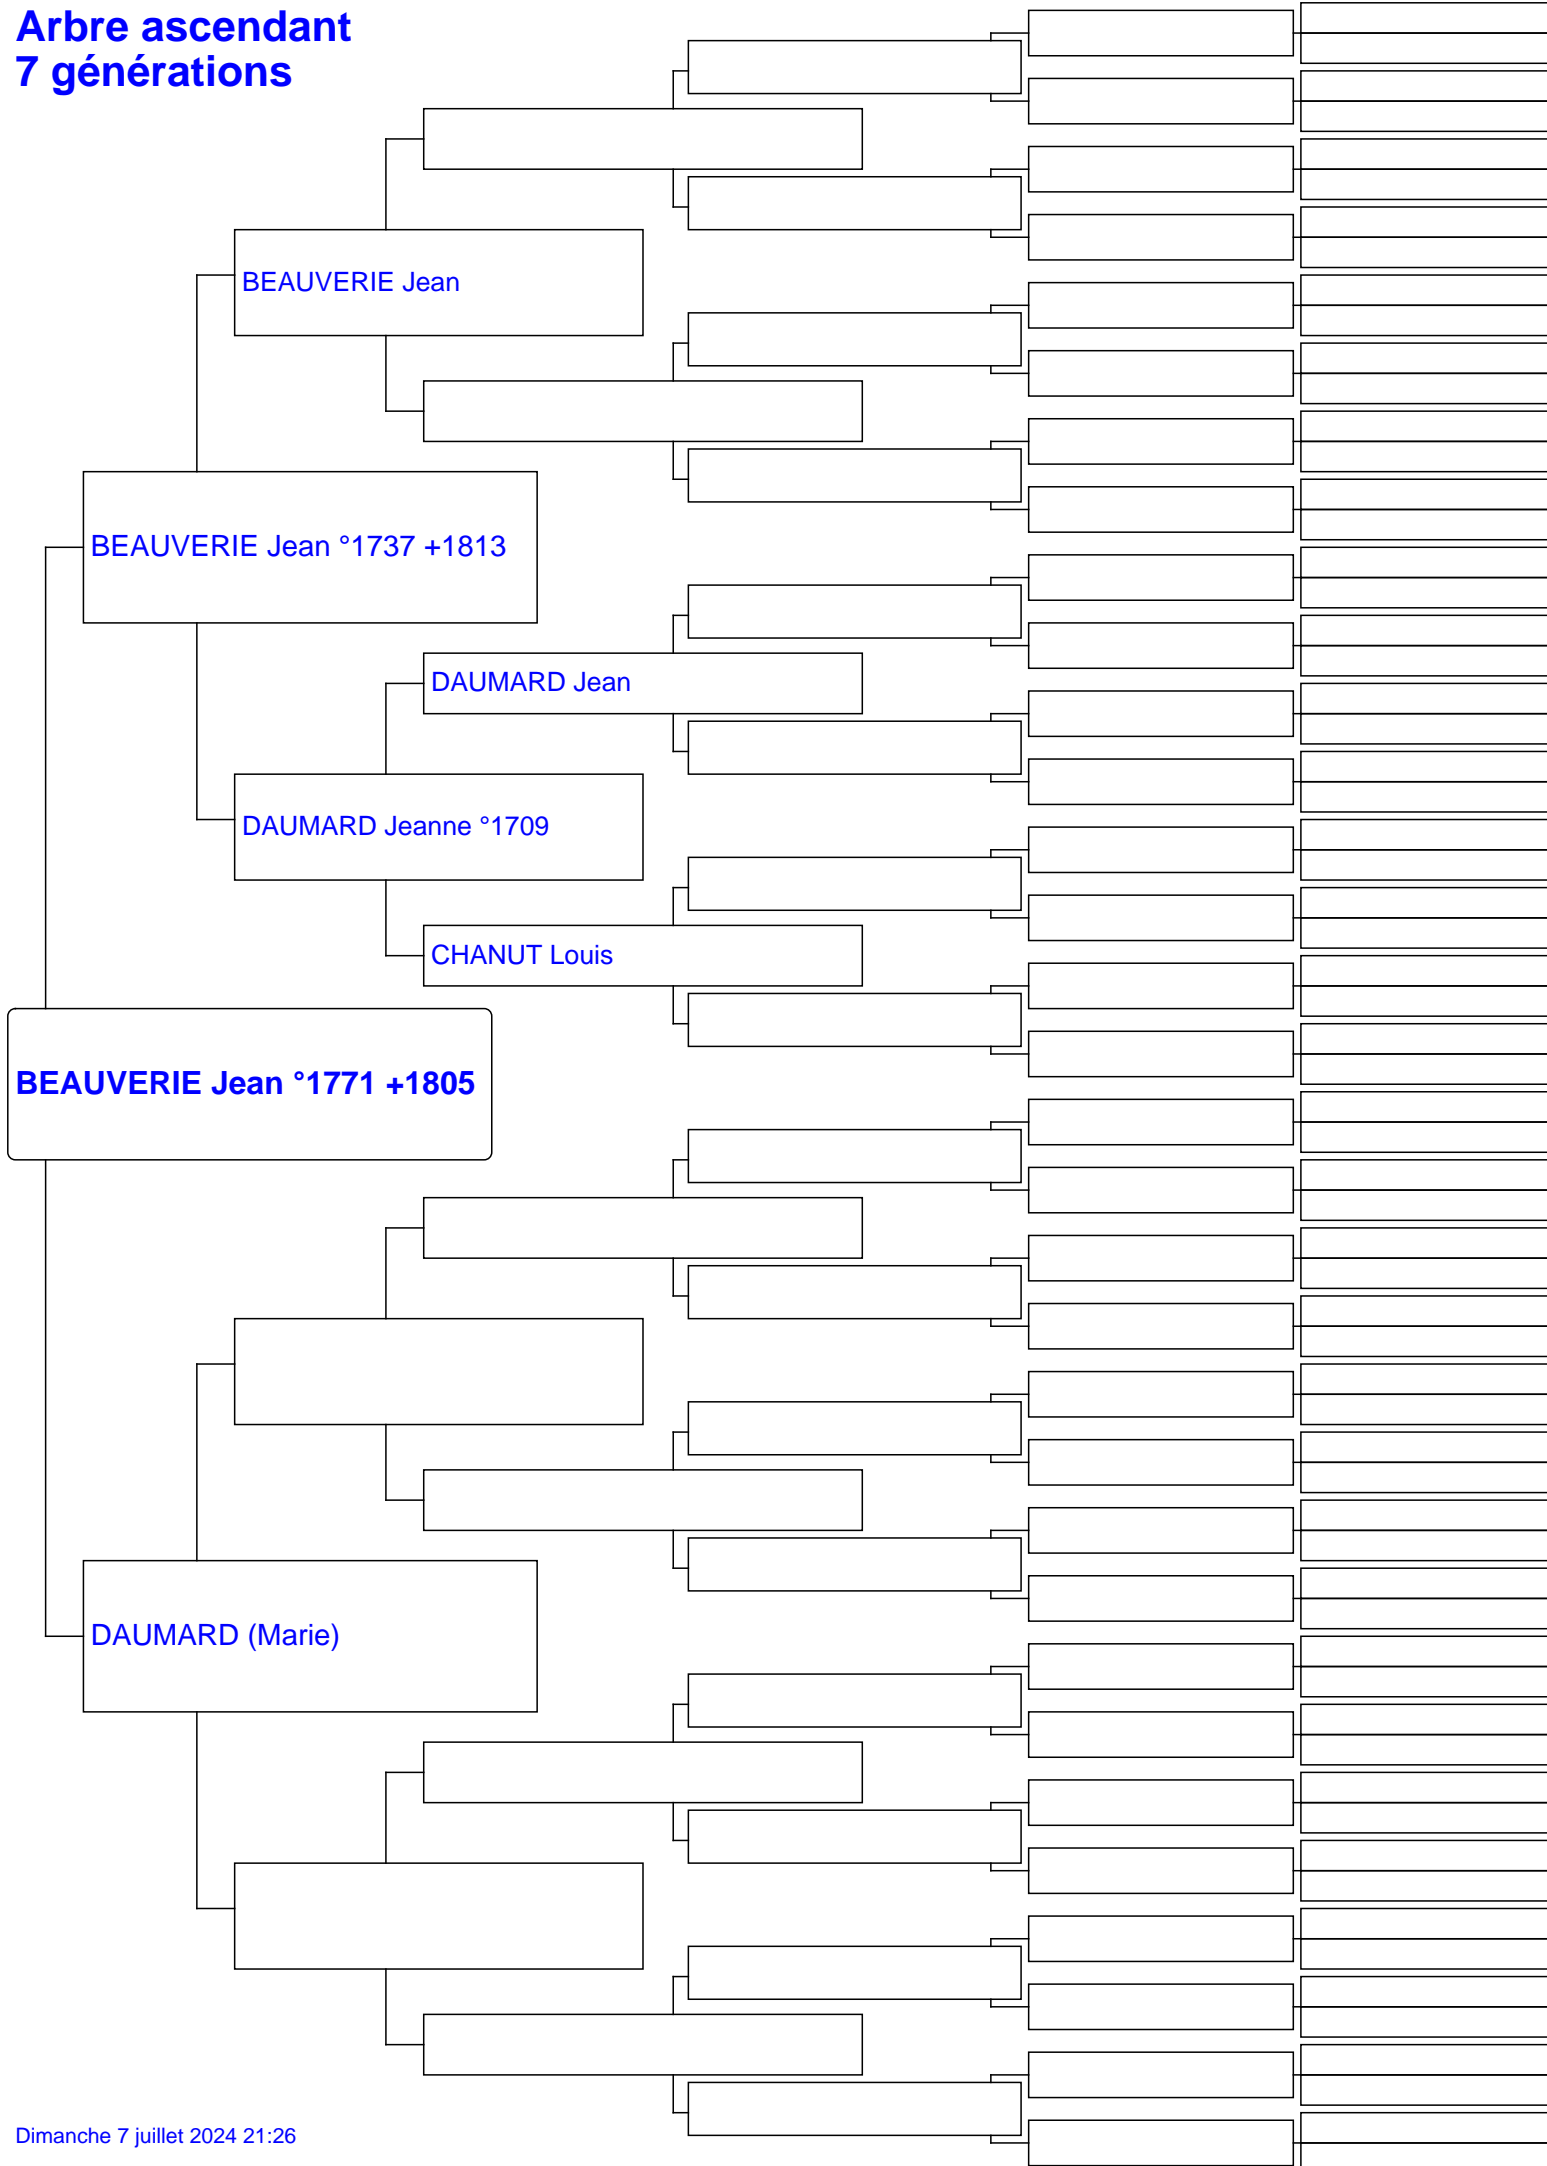 Arbre ascendant
7 générations
BEAUVERIE Jean
BEAUVERIE Jean °1737 +1813
DAUMARD Jean
DAUMARD Jeanne °1709
CHANUT Louis
BEAUVERIE Jean °1771 +1805
DAUMARD (Marie)
Dimanche 7 juillet 2024 21:26